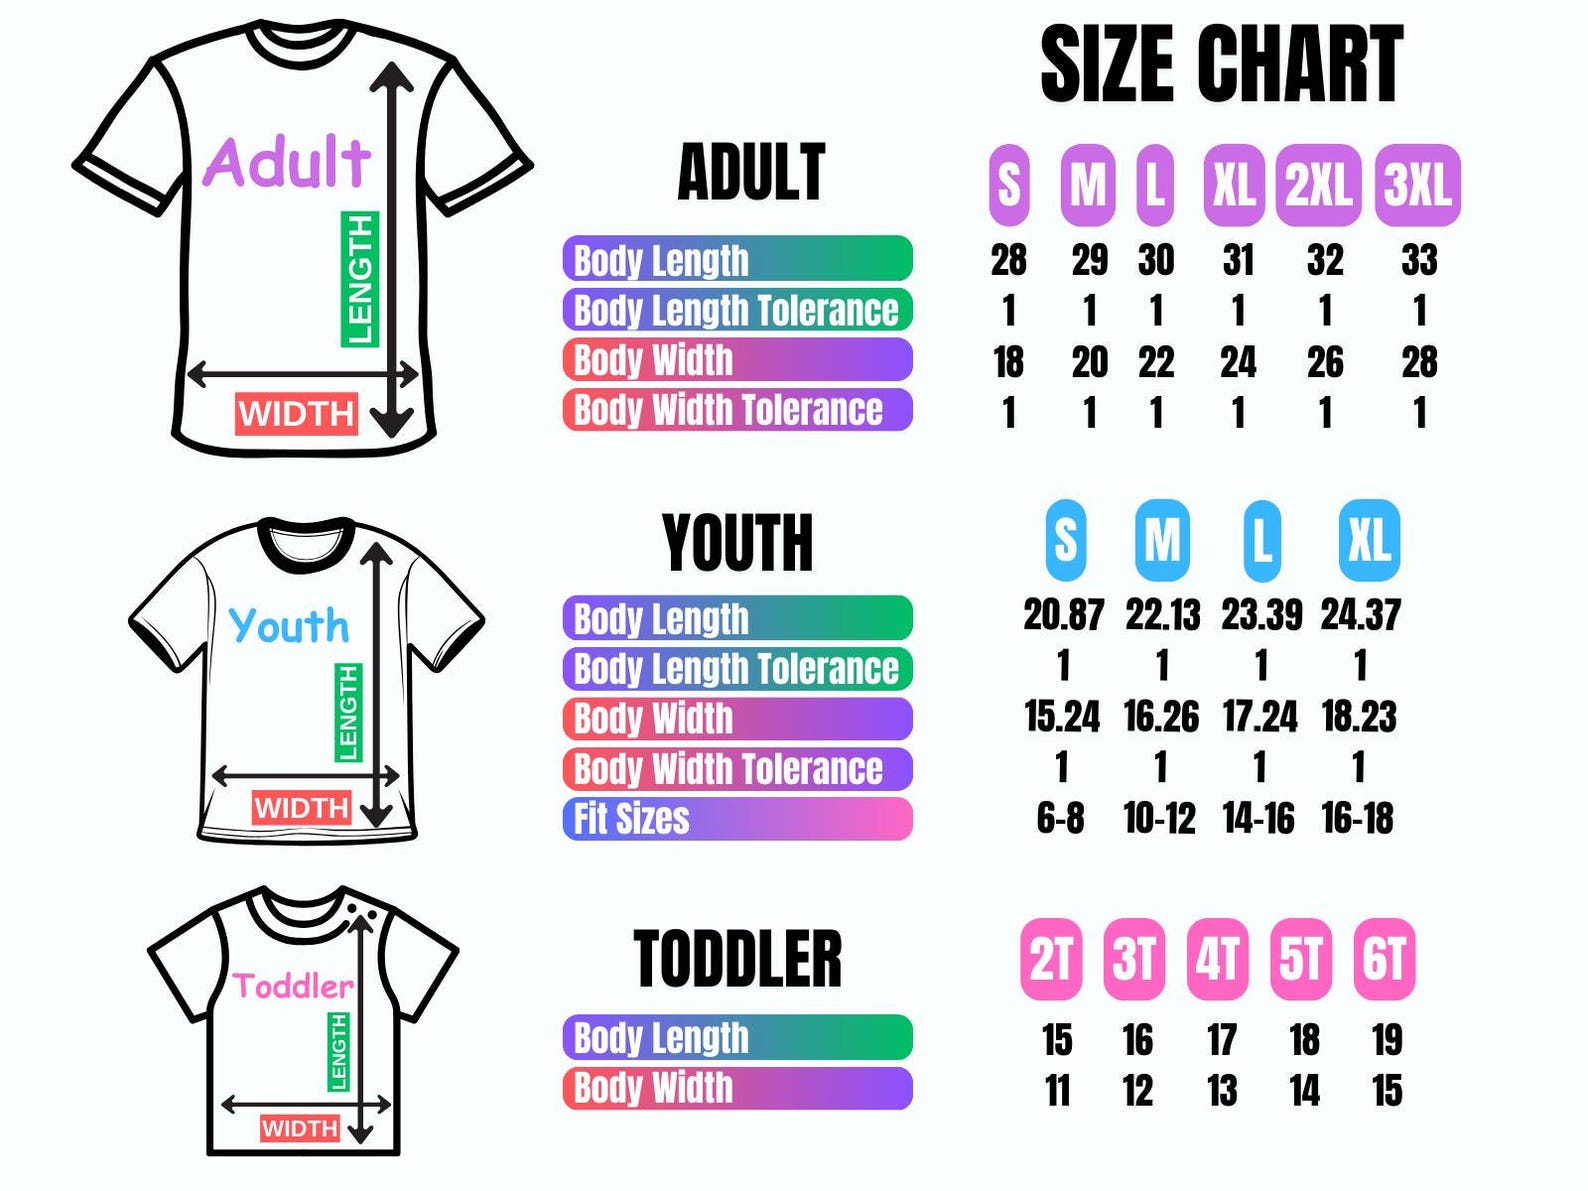 SIZE CHART
Adult
LENGTH
WIDTH
ADULT
S M L XL 2XL 3XL
Body Length 28 29 30 31 32 33
Body Length Tolerance 1 1 1 1 1 1
Body Width 18 20 22 24 26 28
Body Width Tolerance 1 1 1 1 1 1
Youth
LENGTH
WIDTH
YOUTH
S M L XL
Body Length 20.87 22.13 23.39 24.37
Body Length Tolerance 1 1 1 1
Body Width 15.24 16.26 17.24 18.23
Body Width Tolerance 1 1 1 1
Fit Sizes 6-8 10-12 14-16 16-18
Toddler
LENGTH
WIDTH
TODDLER
2T 3T 4T 5T 6T
Body Length 15 16 17 18 19
Body Width 11 12 13 14 15